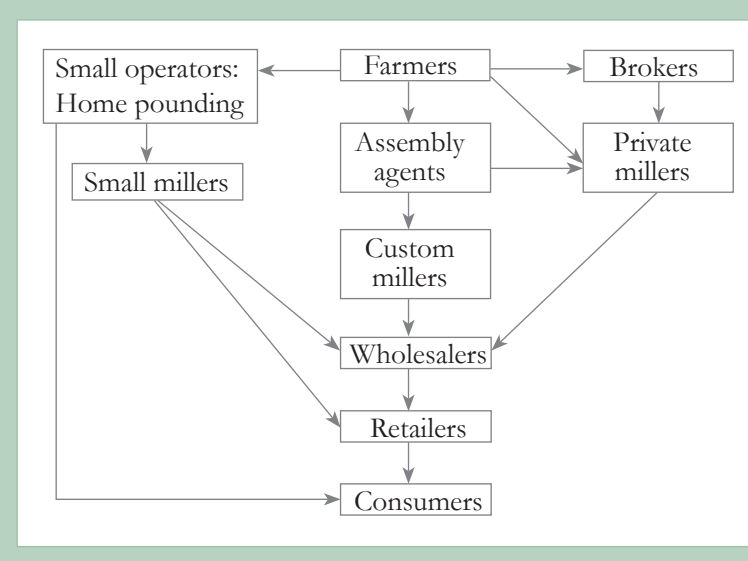 Small operators:
Home pounding
Farmers
Brokers
Assembly
agents
Private
millers
Small millers
Custom
millers
Wholesalers
Retailers
Consumers